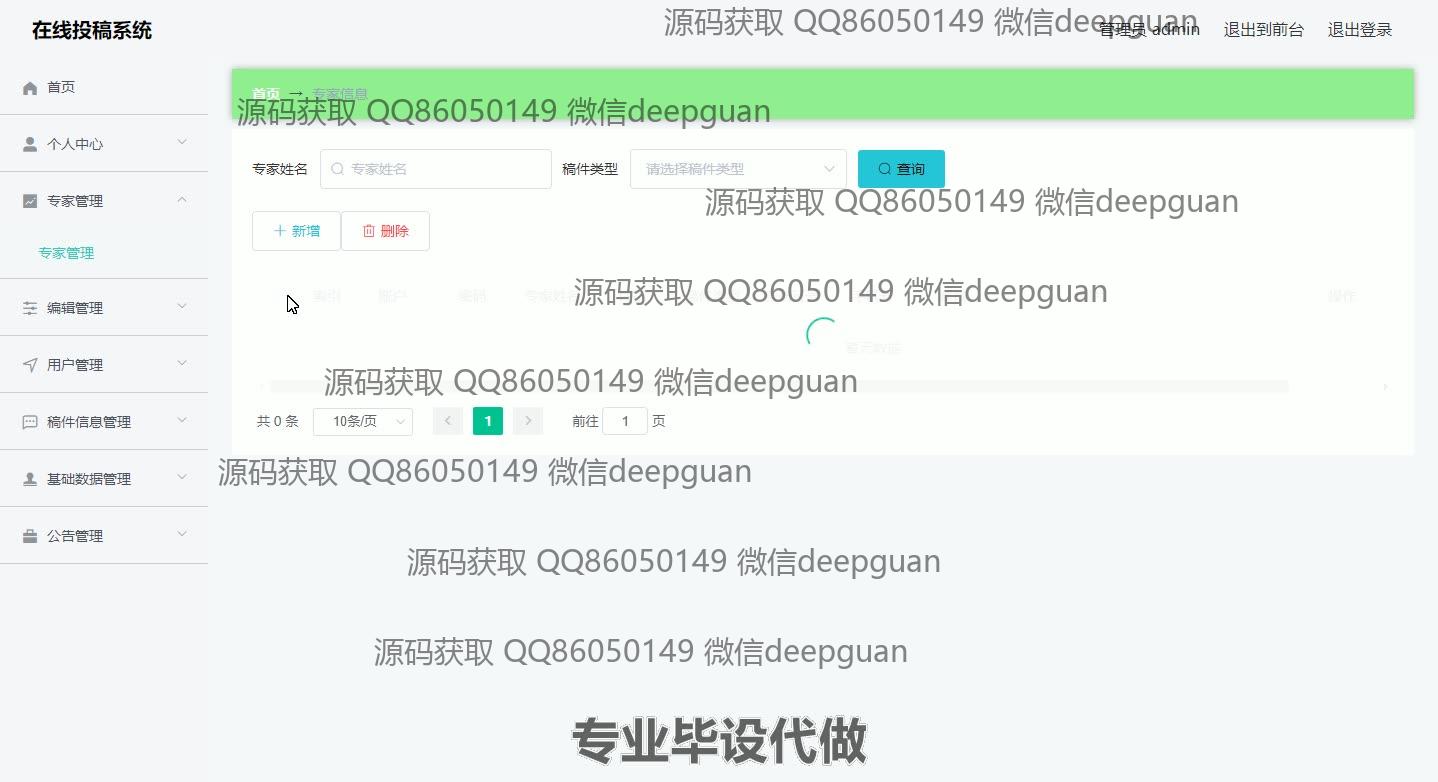 在线投稿系统
源码获取 QQ86050149 微信deepguan
管理员 admin 退出到前台 退出登录
首页
首页 → 专家信息
源码获取 QQ86050149 微信deepguan
个人中心
专家姓名 专家姓名 稿件类型 请选择稿件类型 查询
专家管理
源码获取 QQ86050149 微信deepguan
新增 删除
专家管理
索引 账户 密码 专家姓名 操作
源码获取 QQ86050149 微信deepguan
编辑管理
暂无数据
用户管理
源码获取 QQ86050149 微信deepguan
稿件信息管理
共 0 条 10条/页 1 前往 1 页
源码获取 QQ86050149 微信deepguan
基础数据管理
公告管理
源码获取 QQ86050149 微信deepguan
源码获取 QQ86050149 微信deepguan
专业毕设代做